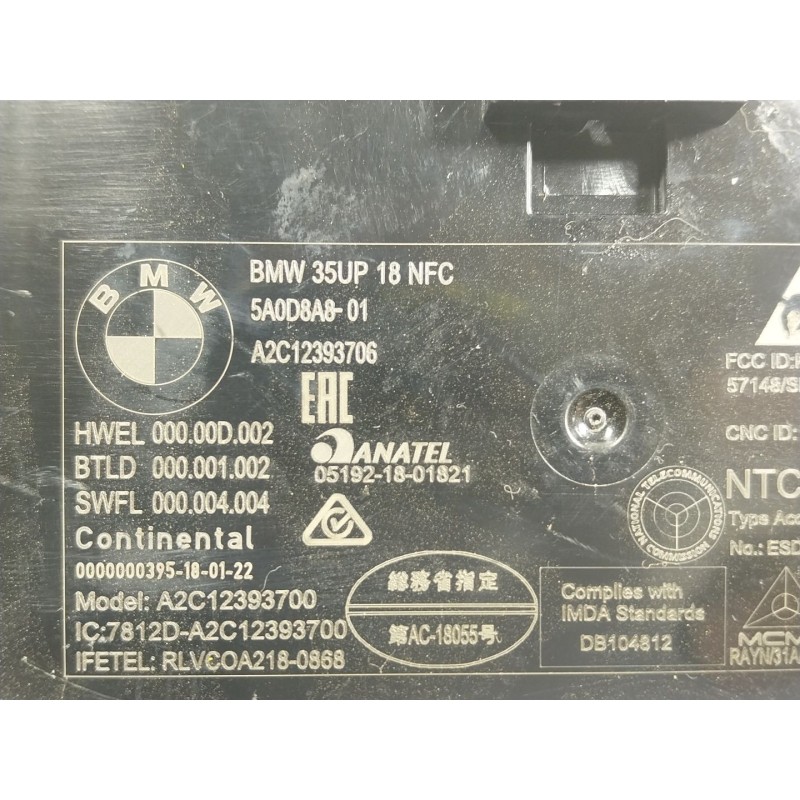 BMW
BMW 35UP 18 NFC
5A0D8A8-01
A2C12393706
EAC
HWEL 000.00D.002
BTLD 000.001.002
SWFL 000.004.004
ANATEL
05192-18-01821
Continental
0000000395-18-01-22
Model: A2C12393700
IC:7812D-A2C12393700
IFETEL: RLVCOA218-0868
総務省指定
第AC-18055号
Complies with
IMDA Standards
DB104812
FCC ID:
57148/S
CNC ID:
NATIONAL TELECOMMUNICATIONS COMMISSION
NTC
Type Acc
No.: ESD
MCM
RAYN/31A